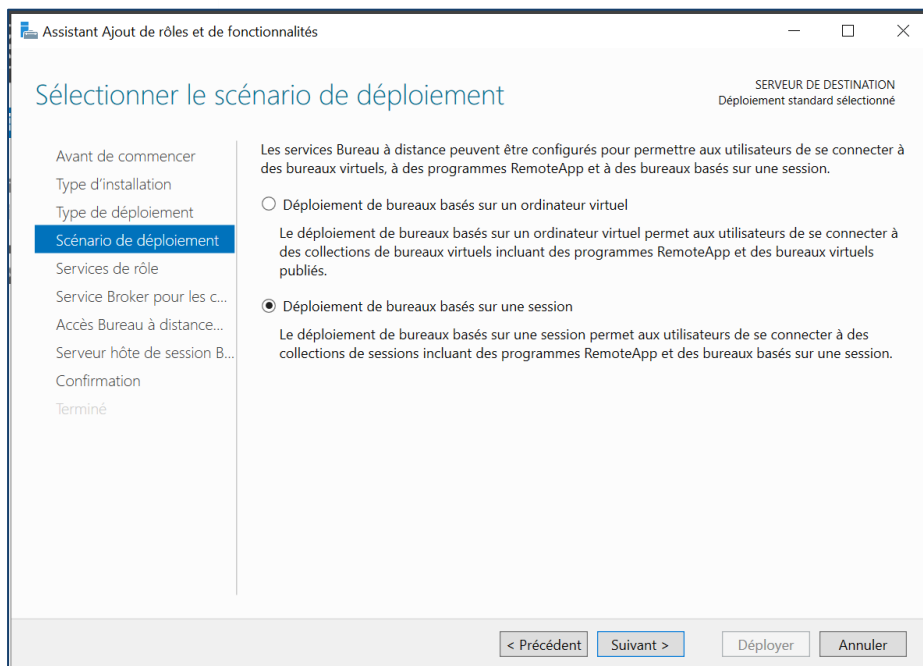 Assistant Ajout de rôles et de fonctionnalités
Sélectionner le scénario de déploiement
SERVEUR DE DESTINATION
Déploiement standard sélectionné
Avant de commencer
Type d'installation
Type de déploiement
Scénario de déploiement
Services de rôle
Service Broker pour les c...
Accès Bureau à distance...
Serveur hôte de session B...
Confirmation
Terminé
Les services Bureau à distance peuvent être configurés pour permettre aux utilisateurs de se connecter à
des bureaux virtuels, à des programmes RemoteApp et à des bureaux basés sur une session.
Déploiement de bureaux basés sur un ordinateur virtuel
Le déploiement de bureaux basés sur un ordinateur virtuel permet aux utilisateurs de se connecter à
des collections de bureaux virtuels incluant des programmes RemoteApp et des bureaux virtuels
publiés.
Déploiement de bureaux basés sur une session
Le déploiement de bureaux basés sur une session permet aux utilisateurs de se connecter à des
collections de sessions incluant des programmes RemoteApp et des bureaux basés sur une session.
< Précédent
Suivant >
Déployer
Annuler